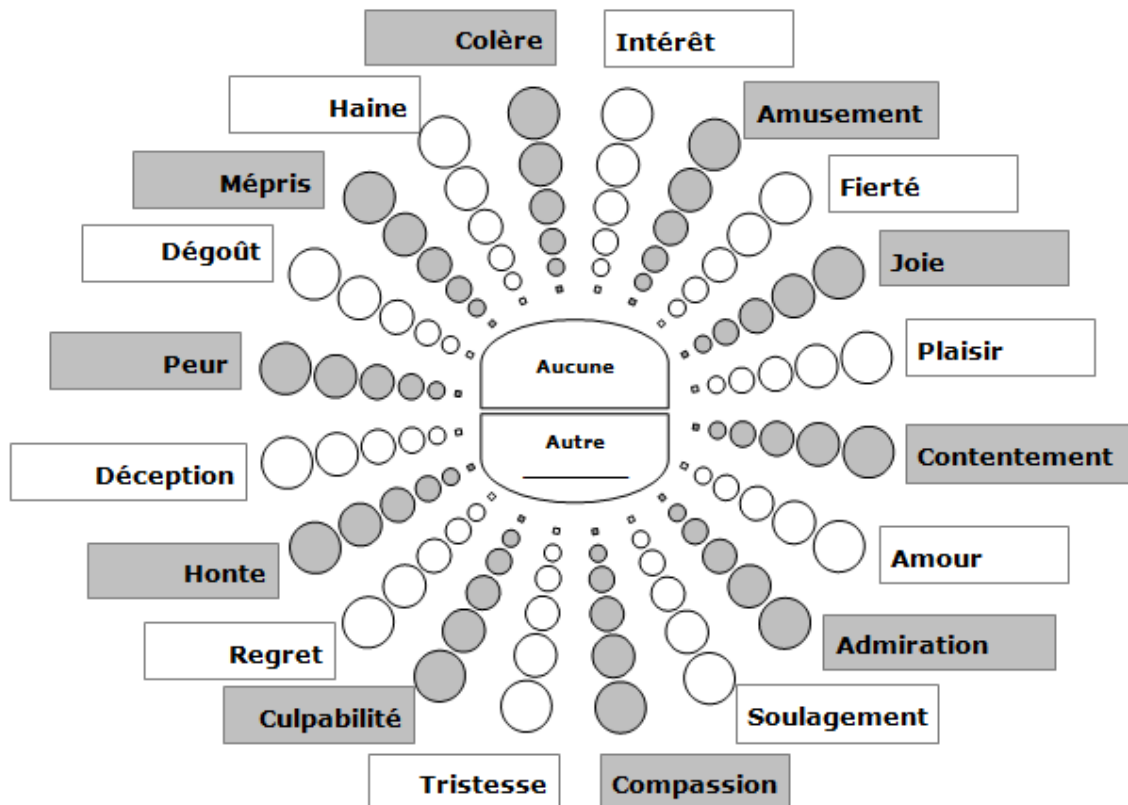 Colère
Intérêt
Haine
Amusement
Mépris
Fierté
Dégoût
Joie
Peur
Plaisir
Aucune
Autre
Déception
Contentement
Honte
Amour
Regret
Admiration
Culpabilité
Soulagement
Tristesse
Compassion